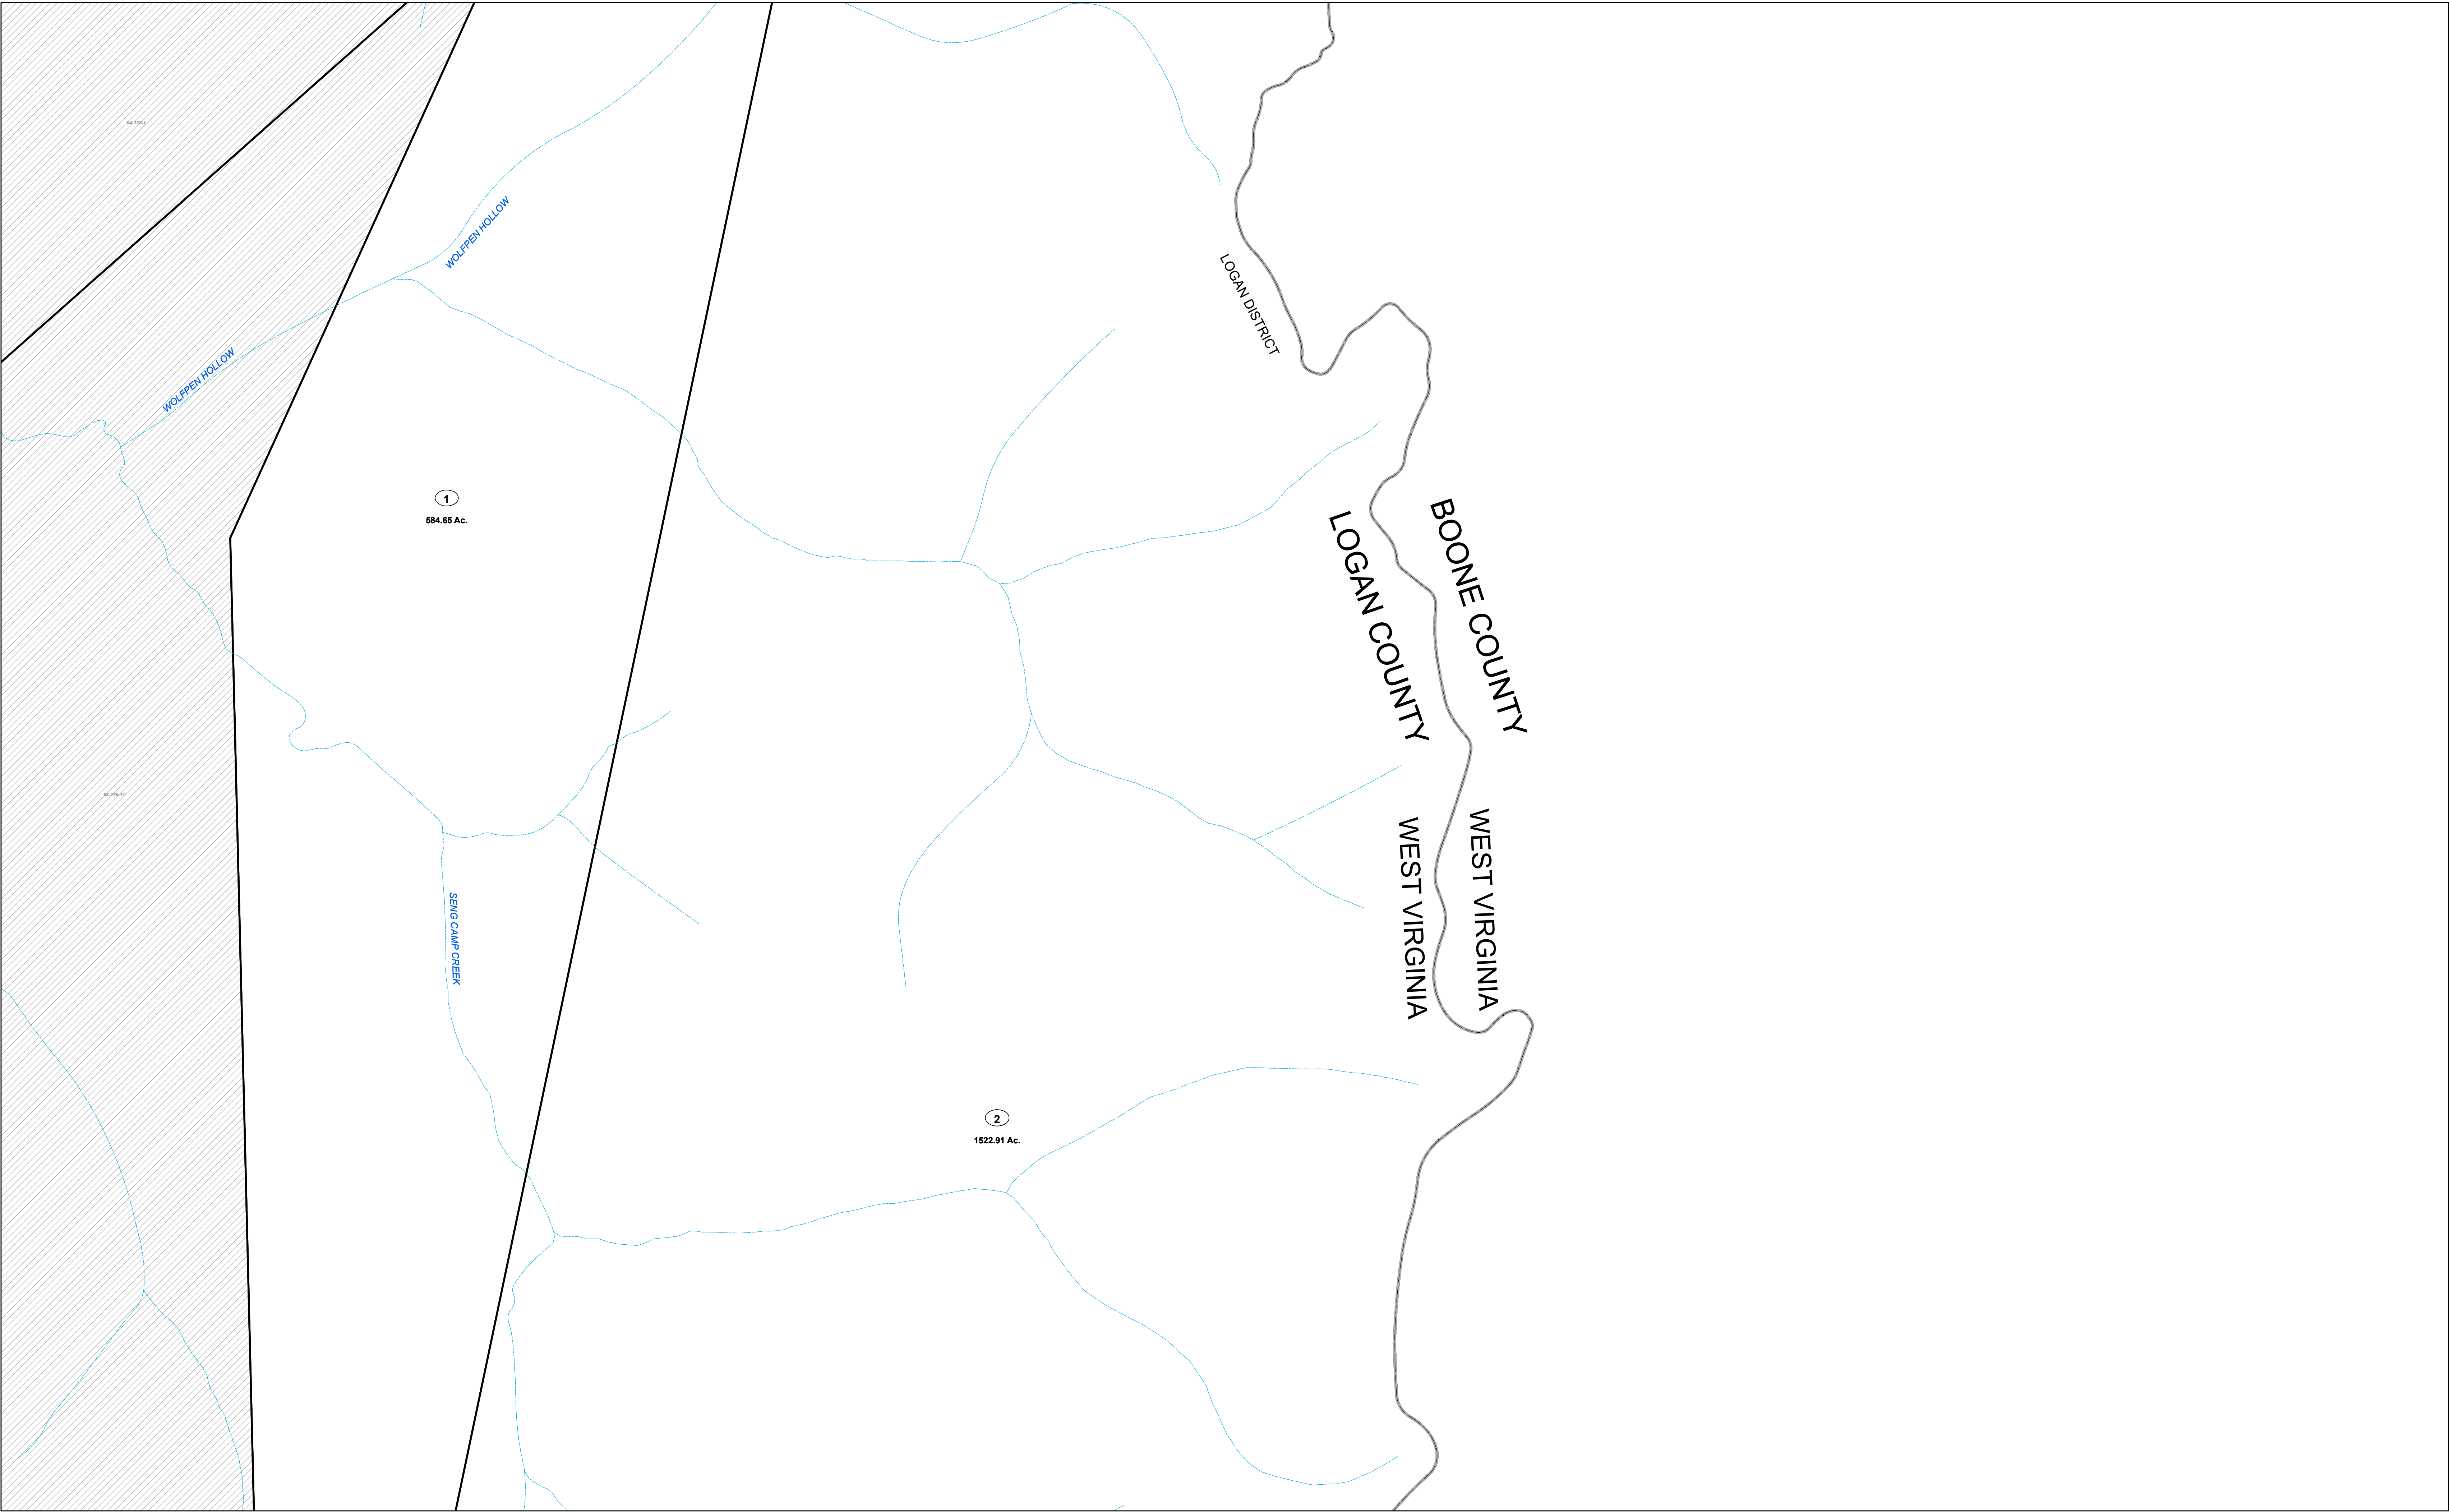 WOLFPEN HOLLOW
LOGAN DISTRICT
WOLFPEN HOLLOW
1
584.65 Ac.
LOGAN COUNTY
BOONE COUNTY
WEST VIRGINIA
WEST VIRGINIA
SENG CAMP CREEK
2
1522.91 Ac.